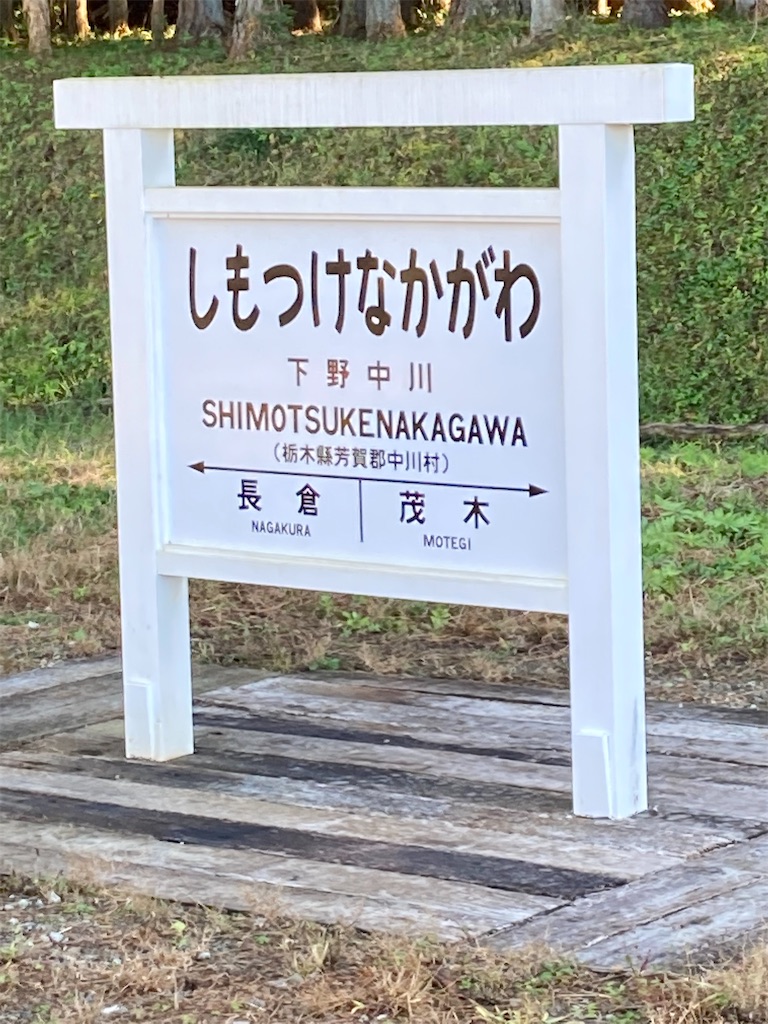 しもつけなかがわ
下野中川
SHIMOTSUKENAKAGAWA
（栃木縣芳賀郡中川村）
長倉 茂木
NAGAKURA MOTEGI